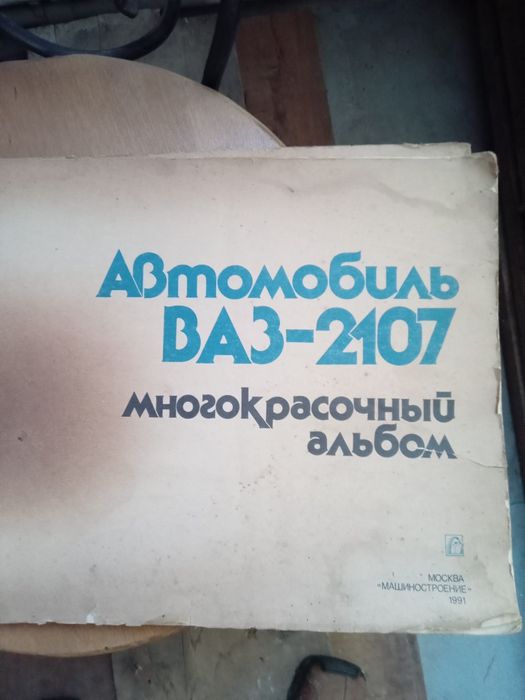 Автомобиль
ВАЗ-2107
многокрасочный
альбом
МОСКВА
«МАШИНОСТРОЕНИЕ»
1991